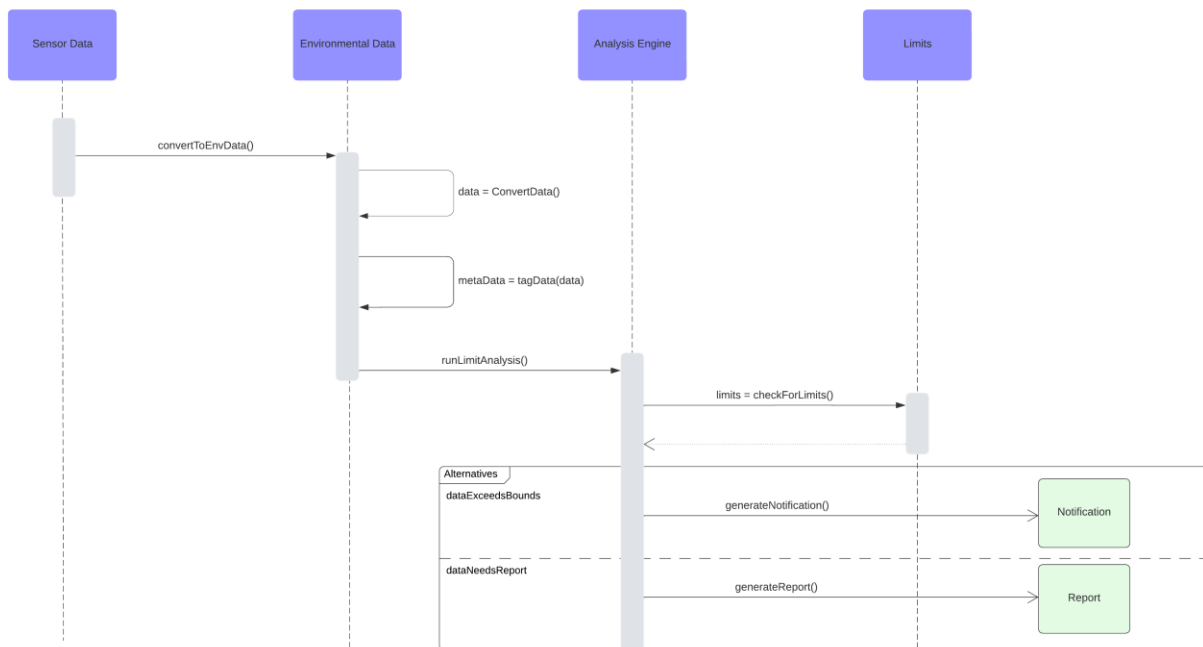 Sensor Data
Environmental Data
Analysis Engine
Limits
convertToEnvData()
data = ConvertData()
metaData = tagData(data)
runLimitAnalysis()
limits = checkForLimits()
Alternatives
dataExceedsBounds
generateNotification()
Notification
dataNeedsReport
generateReport()
Report